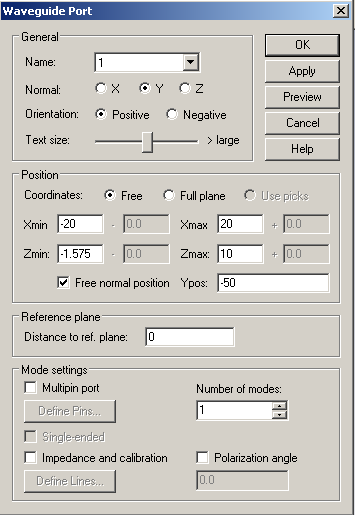 Waveguide Port
General
Name: 1
Normal: X Y Z
Orientation: Positive Negative
Text size: > large
OK
Apply
Preview
Cancel
Help
Position
Coordinates: Free Full plane Use picks
Xmin -20 - 0.0 Xmax 20 + 0.0
Zmin: -1.575 - 0.0 Zmax: 10 + 0.0
Free normal position Ypos: -50
Reference plane
Distance to ref. plane: 0
Mode settings
Multipin port Number of modes:
Define Pins... 1
Single-ended
Impedance and calibration Polarization angle
Define Lines... 0.0